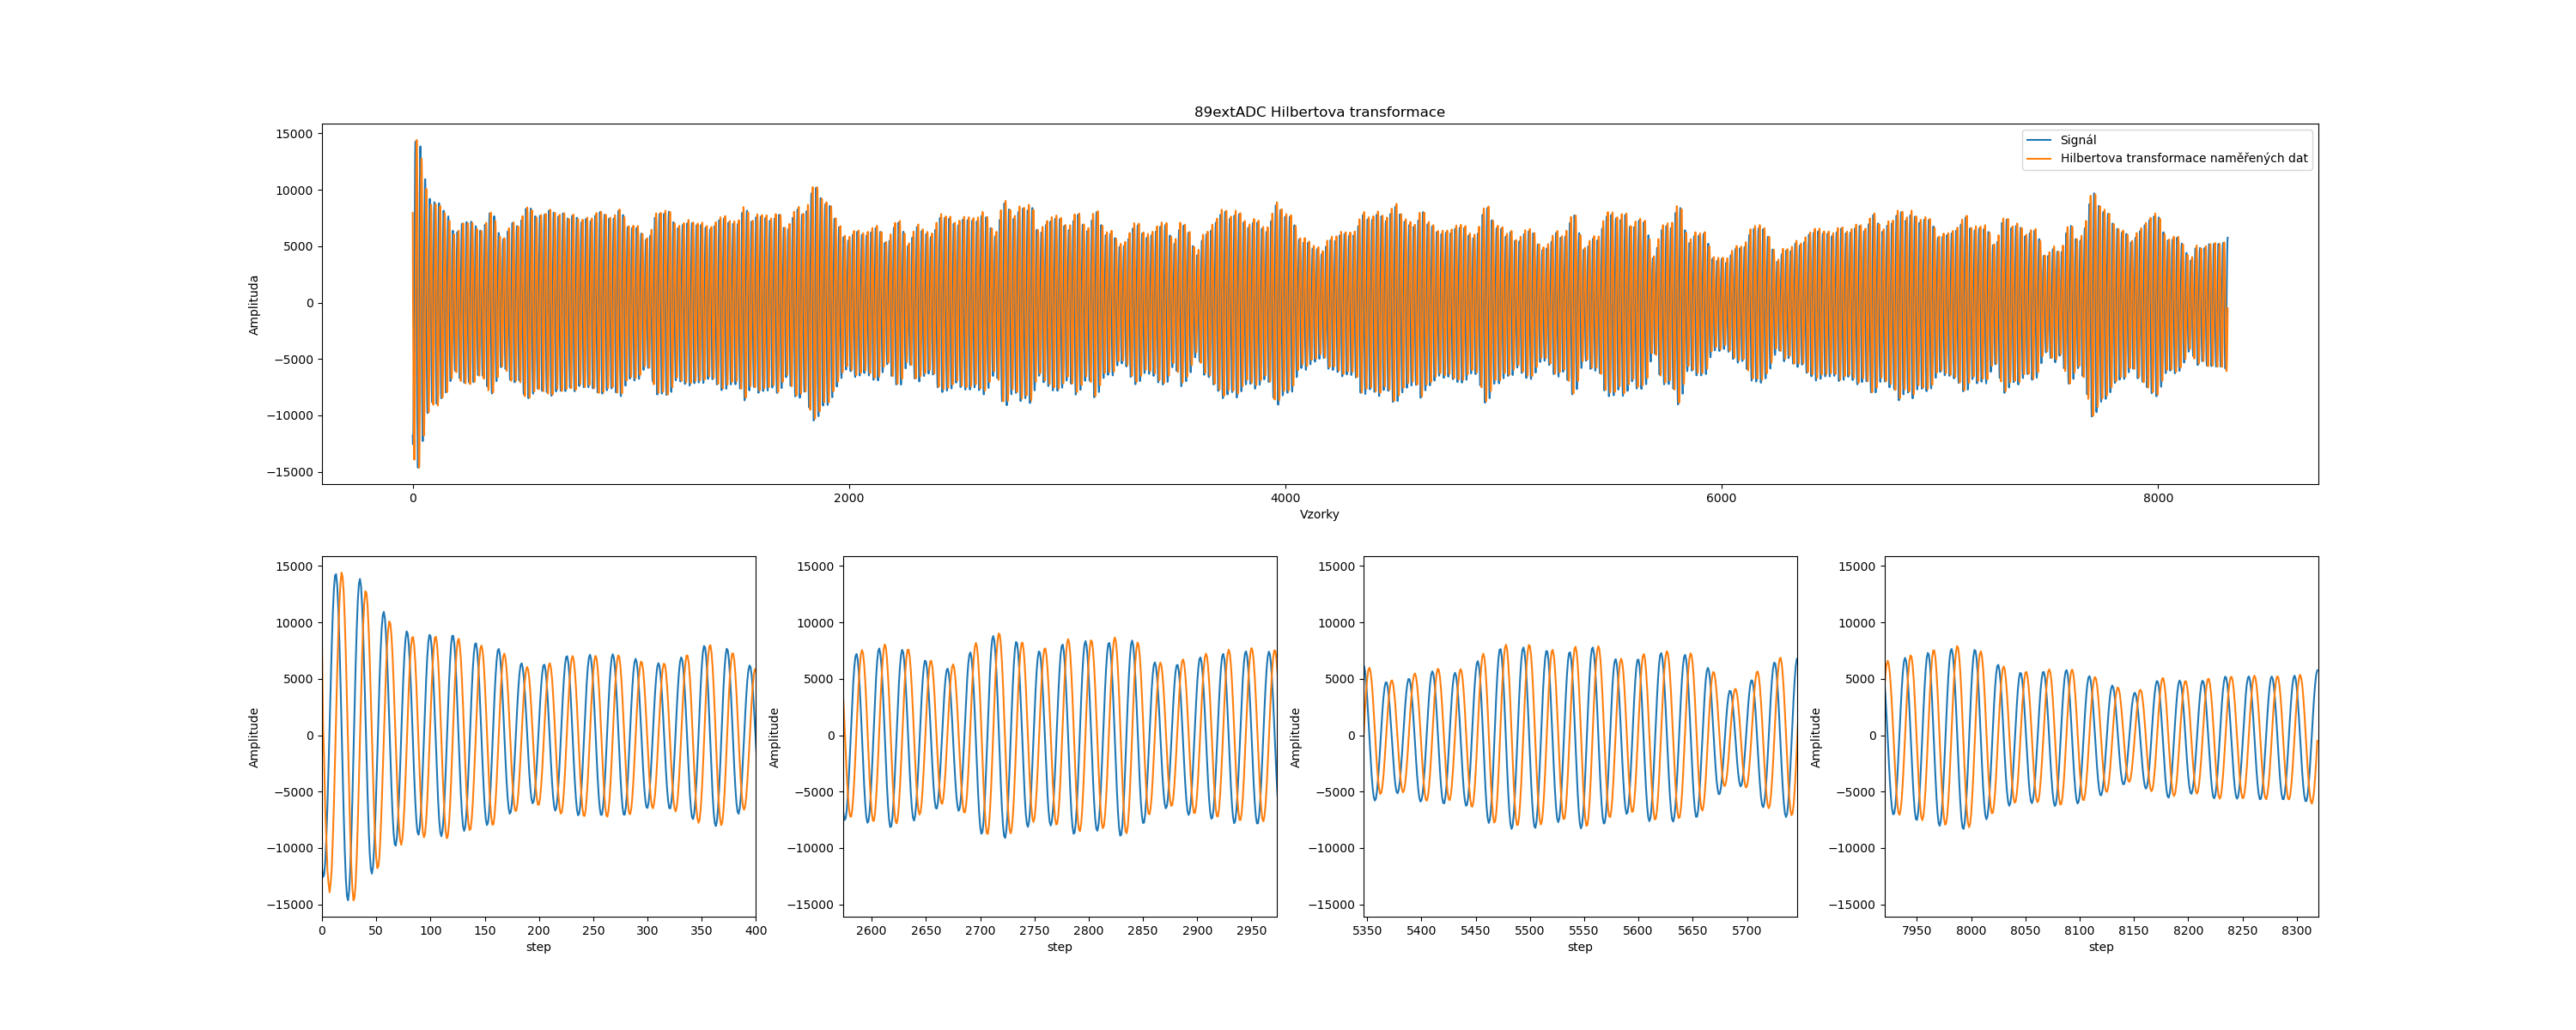 89extADC Hilbertova transformace
15000
10000
5000
0
−5000
−10000
−15000
Amplituda
Signál
Hilbertova transformace naměřených dat
0 2000 4000 6000 8000
Vzorky
15000
10000
5000
0
−5000
−10000
−15000
Amplitude
0 50 100 150 200 250 300 350 400
step
15000
10000
5000
0
−5000
−10000
−15000
Amplitude
2600 2650 2700 2750 2800 2850 2900 2950
step
15000
10000
5000
0
−5000
−10000
−15000
Amplitude
5350 5400 5450 5500 5550 5600 5650 5700
step
15000
10000
5000
0
−5000
−10000
−15000
Amplitude
7950 8000 8050 8100 8150 8200 8250 8300
step